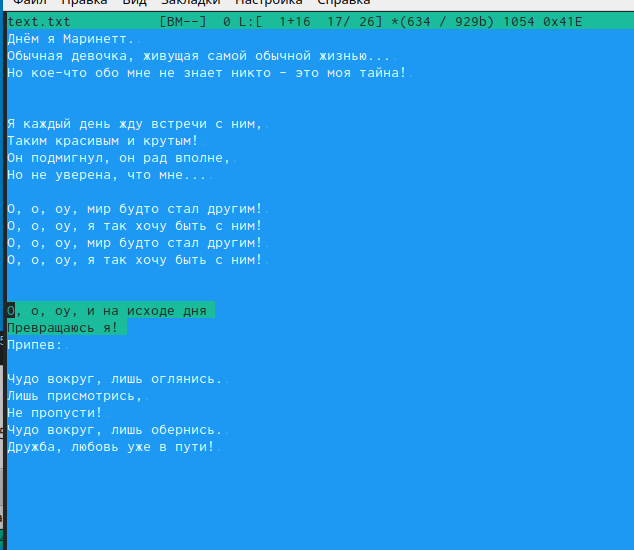 Файл Правка Вид Закладки Настройка Справка
text.txt [BM--] 0 L:[ 1+16 17/ 26] *(634 / 929b) 1054 0x41E
Днём я Маринетт.
Обычная девочка, живущая самой обычной жизнью...
Но кое-что обо мне не знает никто - это моя тайна!
Я каждый день жду встречи с ним,
Таким красивым и крутым!
Он подмигнул, он рад вполне,
Но не уверена, что мне...
О, о, оу, мир будто стал другим!
О, о, оу, я так хочу быть с ним!
О, о, оу, мир будто стал другим!
О, о, оу, я так хочу быть с ним!
О, о, оу, и на исходе дня
Превращаюсь я!
Припев:
Чудо вокруг, лишь оглянись.
Лишь присмотрись,
Не пропусти!
Чудо вокруг, лишь обернись.
Дружба, любовь уже в пути!